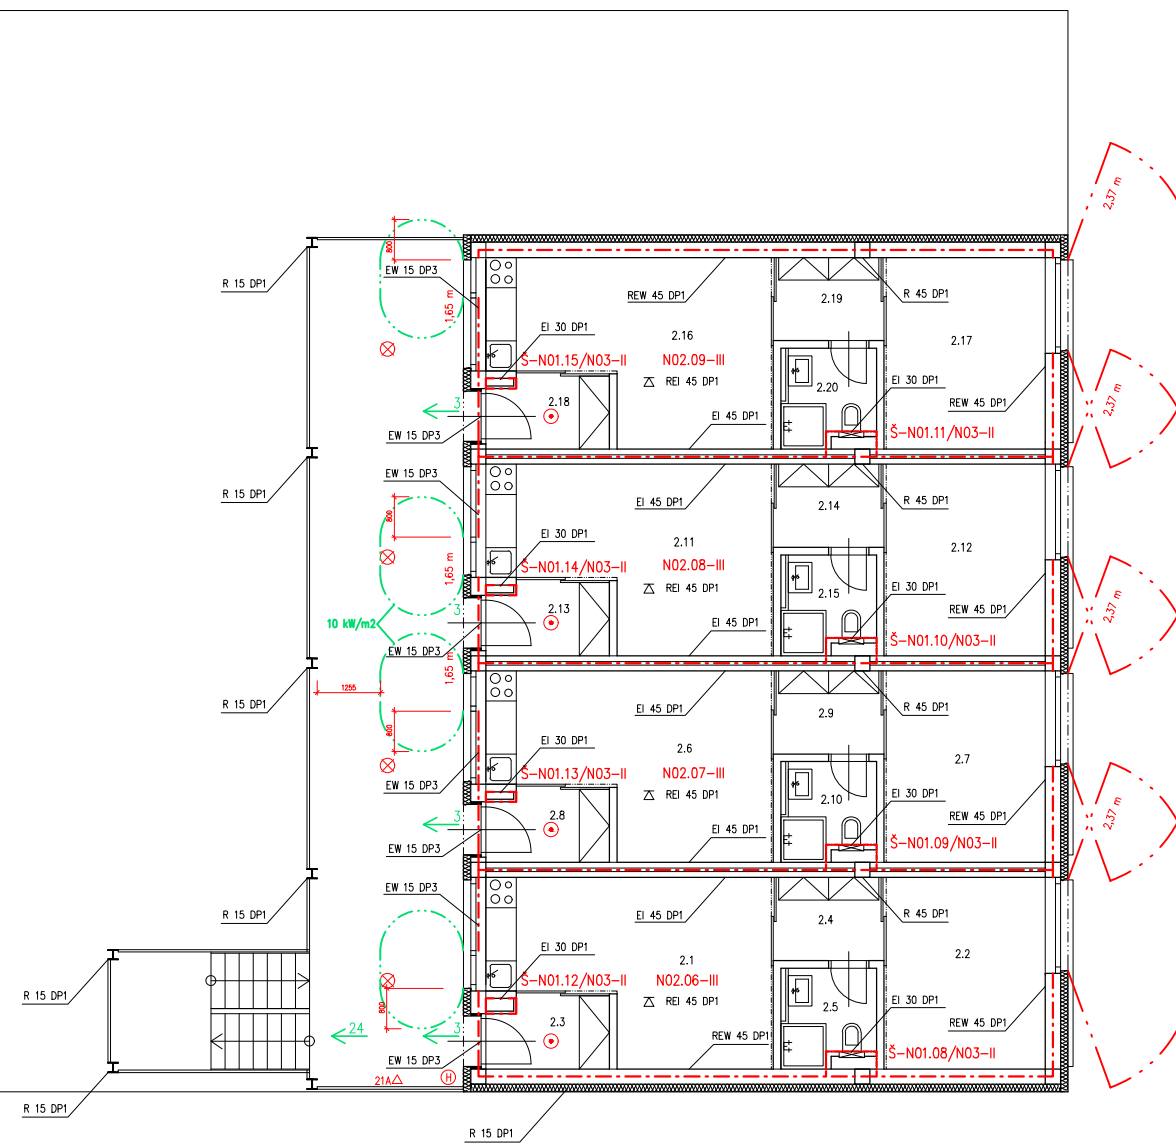 2,37 m
800
EW 15 DP3
R 15 DP1
1,65 m
REW 45 DP1
2.19
R 45 DP1
EI 30 DP1
2.16
2.17
Š-N01.15/N03-II
N02.09-III
REI 45 DP1
2.20
EI 30 DP1
3
2.18
REW 45 DP1
2,37 m
EI 45 DP1
EW 15 DP3
Š-N01.11/N03-II
EW 15 DP3
R 15 DP1
800
EI 45 DP1
2.14
R 45 DP1
EI 30 DP1
2.11
2.12
1,65 m
Š-N01.14/N03-II
N02.08-III
REI 45 DP1
2.15
EI 30 DP1
3
2.13
REW 45 DP1
2,37 m
10 kW/m2
EI 45 DP1
EW 15 DP3
Š-N01.10/N03-II
1,65 m
1255
R 15 DP1
EI 45 DP1
2.9
R 45 DP1
800
EI 30 DP1
2.6
2.7
Š-N01.13/N03-II
N02.07-III
EW 15 DP3
REI 45 DP1
2.10
EI 30 DP1
3
2.8
REW 45 DP1
2,37 m
EI 45 DP1
EW 15 DP3
Š-N01.09/N03-II
EW 15 DP3
R 15 DP1
EI 45 DP1
2.4
R 45 DP1
EI 30 DP1
2.1
2.2
Š-N01.12/N03-II
N02.06-III
R 15 DP1
800
REI 45 DP1
2.5
EI 30 DP1
24
3
2.3
REW 45 DP1
REW 45 DP1
EW 15 DP3
Š-N01.08/N03-II
21A
H
R 15 DP1
R 15 DP1